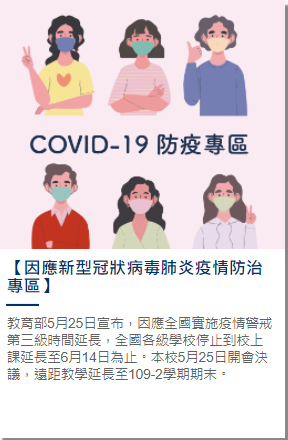 COVID-19 防疫專區
【因應新型冠狀病毒肺炎疫情防治
專區】
教育部5月25日宣布，因應全國實施疫情警戒
第三級時間延長，全國各級學校停止到校上
課延長至6月14日為止。本校5月25日開會決
議，遠距教學延長至109-2學期期末。